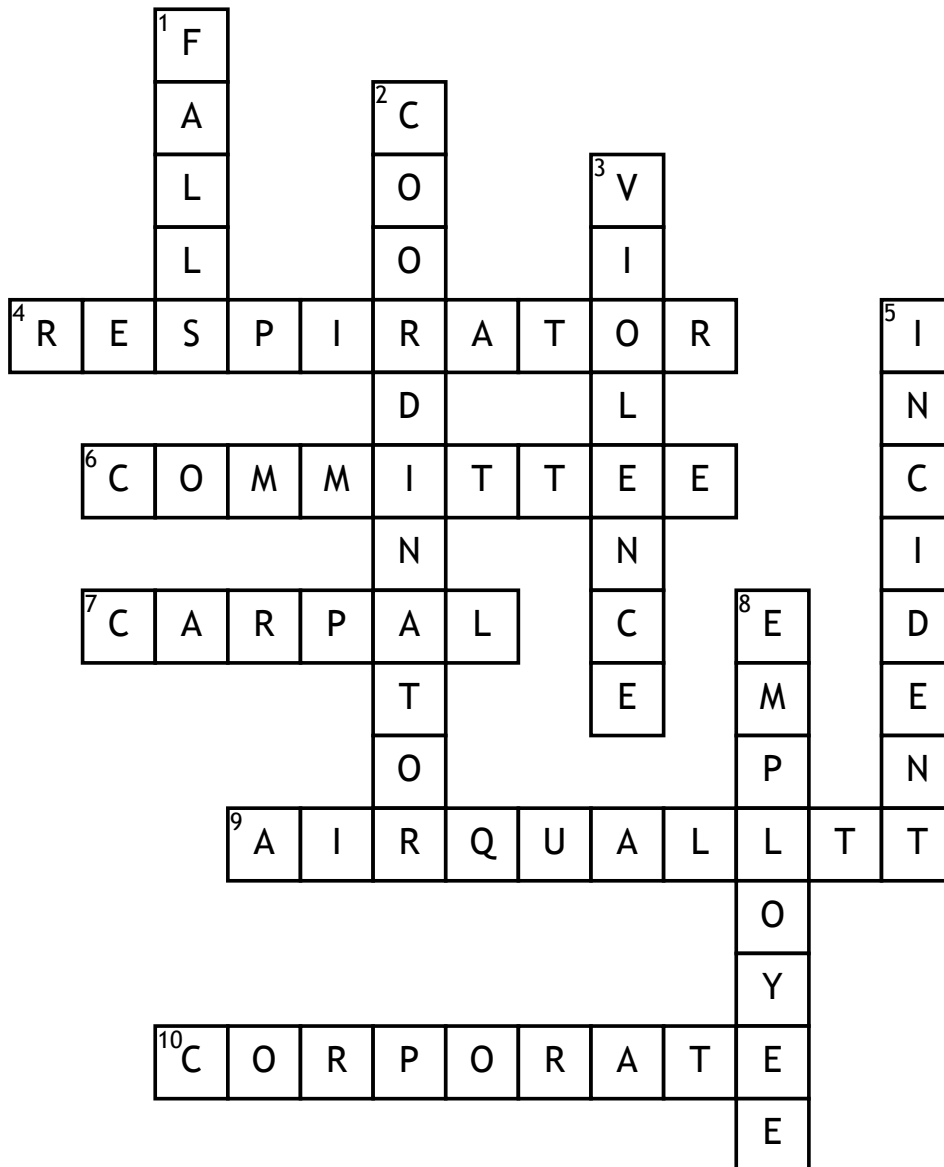 1 F
A 2 C
L O 3 V
L O I
4 R E S P I R A T O R 5 I
D L N
6 C O M M I T T E E C
N N I
7 C A R P A L C 8 E D
T E M E
O P N
9 A I R Q U A L L T T
O
Y
10 C O R P O R A T E
E